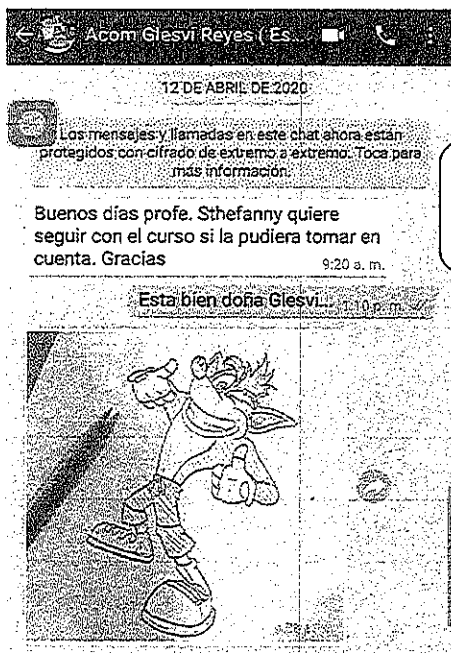 Acom Glesvi Reyes ( Es...
12 DE ABRIL DE 2020
Los mensajes y llamadas en este chat ahora están
protegidos con cifrado de extremo a extremo. Toca para
más información.
Buenos días profe. Sthefanny quiere
seguir con el curso si la pudiera tomar en
cuenta. Gracias
9:20 a. m.
Esta bien doña Glesvi... 1:10 p. m.